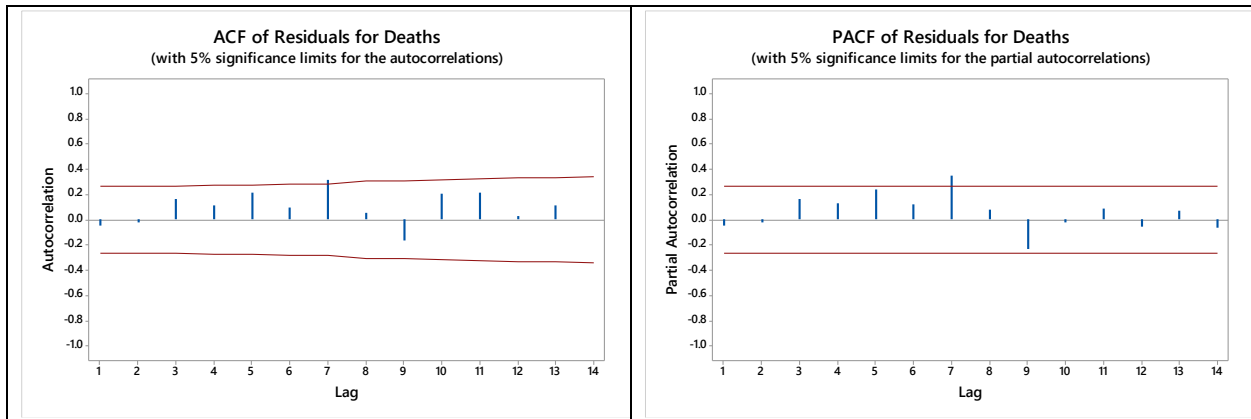 ACF of Residuals for Deaths
(with 5% significance limits for the autocorrelations)
Autocorrelation
1.0
0.8
0.6
0.4
0.2
0.0
-0.2
-0.4
-0.6
-0.8
-1.0
1 2 3 4 5 6 7 8 9 10 11 12 13 14
Lag
PACF of Residuals for Deaths
(with 5% significance limits for the partial autocorrelations)
Partial Autocorrelation
1.0
0.8
0.6
0.4
0.2
0.0
-0.2
-0.4
-0.6
-0.8
-1.0
1 2 3 4 5 6 7 8 9 10 11 12 13 14
Lag